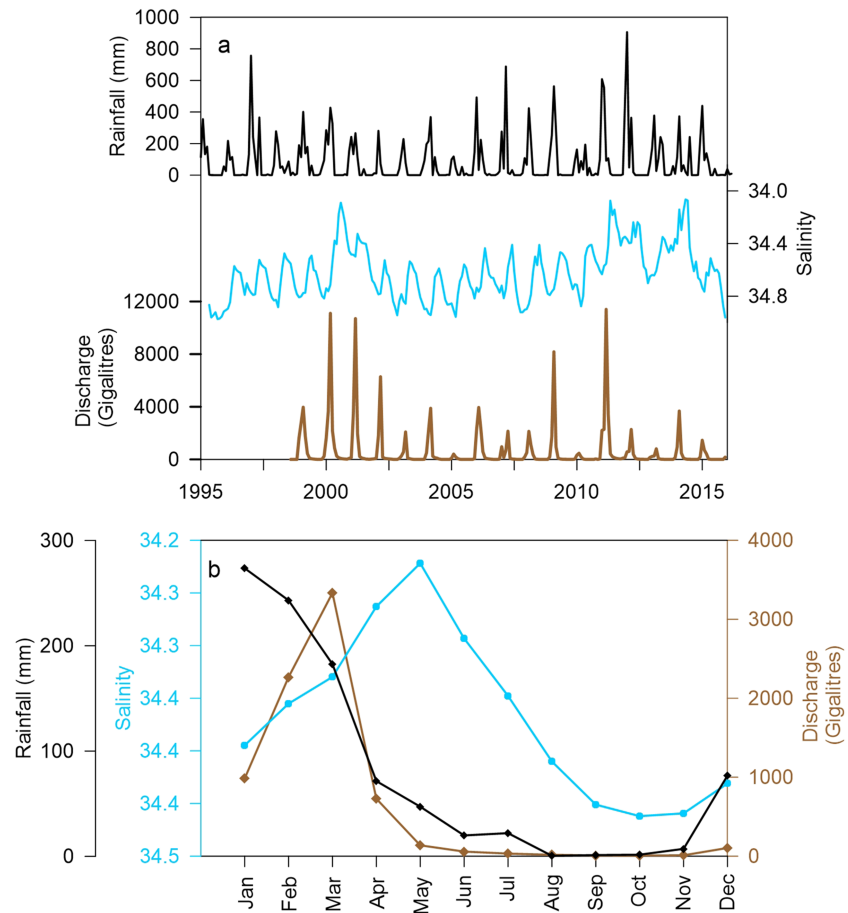 a
Rainfall (mm)
1000
800
600
400
200
0
34.0
34.4
34.8
Salinity
12000
8000
4000
0
Discharge
(Gigalitres)
1995
2000
2005
2010
2015
b
300
200
100
0
Rainfall (mm)
34.2
34.3
34.3
34.4
34.4
34.4
34.5
Salinity
4000
3000
2000
1000
0
Discharge
(Gigalitres)
Jan
Feb
Mar
Apr
May
Jun
Jul
Aug
Sep
Oct
Nov
Dec